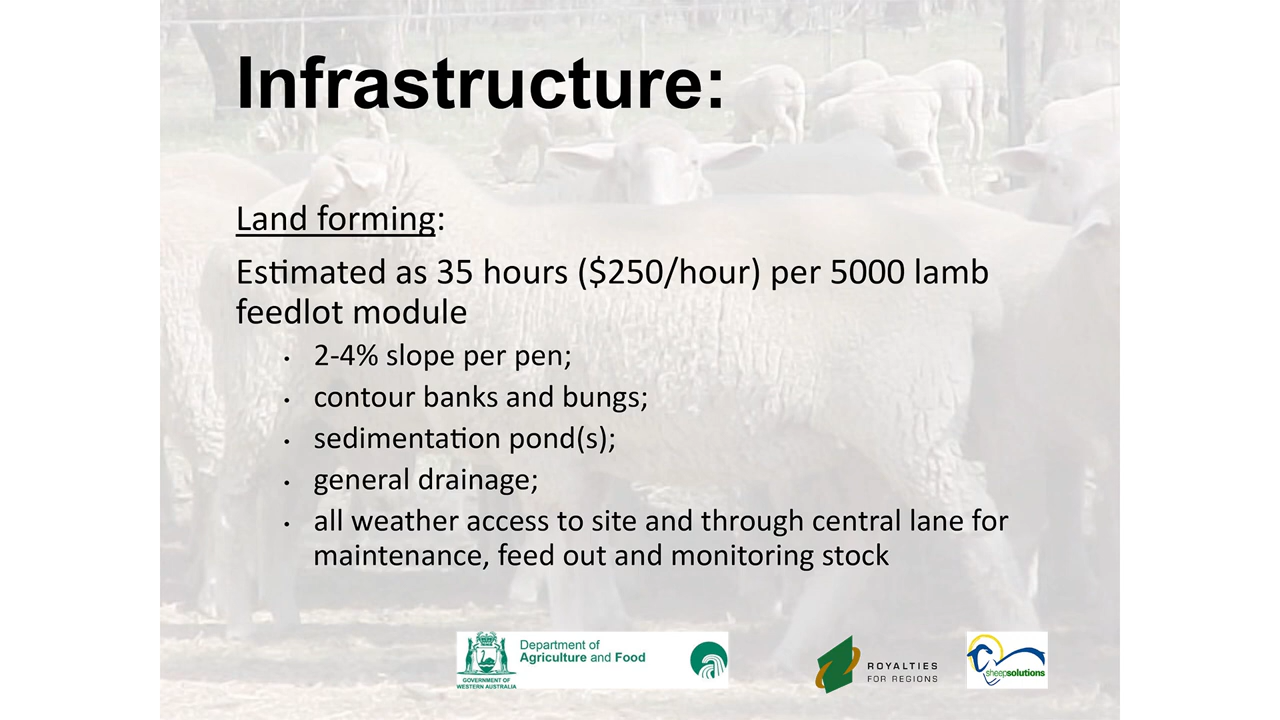 Infrastructure:
Land forming:
Estimated as 35 hours ($250/hour) per 5000 lamb
feedlot module
• 2-4% slope per pen;
• contour banks and bungs;
• sedimentation pond(s);
• general drainage;
• all weather access to site and through central lane for
maintenance, feed out and monitoring stock
GOVERNMENT OF
WESTERN AUSTRALIA
Department of
Agriculture and Food
ROYALTIES
FOR REGIONS
sheepsolutions